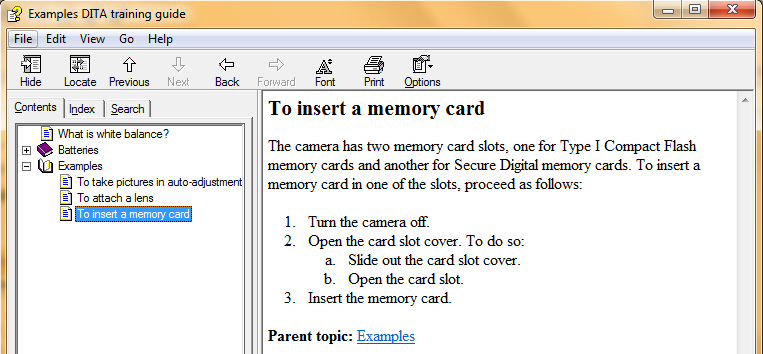 Examples DITA training guide
File Edit View Go Help
Hide Locate Previous Next Back Forward Font Print Options
Contents Index Search
What is white balance?
Batteries
Examples
To take pictures in auto-adjustment
To attach a lens
To insert a memory card
To insert a memory card
The camera has two memory card slots, one for Type I Compact Flash
memory cards and another for Secure Digital memory cards. To insert a
memory card in one of the slots, proceed as follows:
1. Turn the camera off.
2. Open the card slot cover. To do so:
a. Slide out the card slot cover.
b. Open the card slot.
3. Insert the memory card.
Parent topic: Examples